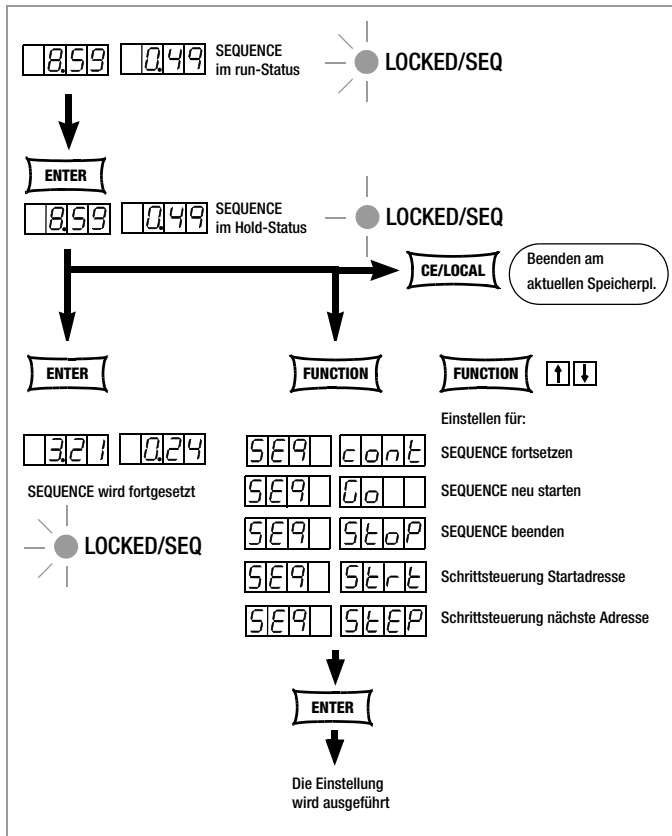 8.59 0.49 SEQUENCE
im run-Status
LOCKED/SEQ
ENTER
8.59 0.49 SEQUENCE
im Hold-Status
LOCKED/SEQ
CE/LOCAL
Beenden am
aktuellen Speicherpl.
ENTER
FUNCTION
FUNCTION ↑ ↓
Einstellen für:
3.21 0.24
SEQUENCE wird fortgesetzt
LOCKED/SEQ
SEq cont SEQUENCE fortsetzen
SEq Go SEQUENCE neu starten
SEq StoP SEQUENCE beenden
SEq Strt Schrittsteuerung Startadresse
SEq StEP Schrittsteuerung nächste Adresse
ENTER
Die Einstellung
wird ausgeführt